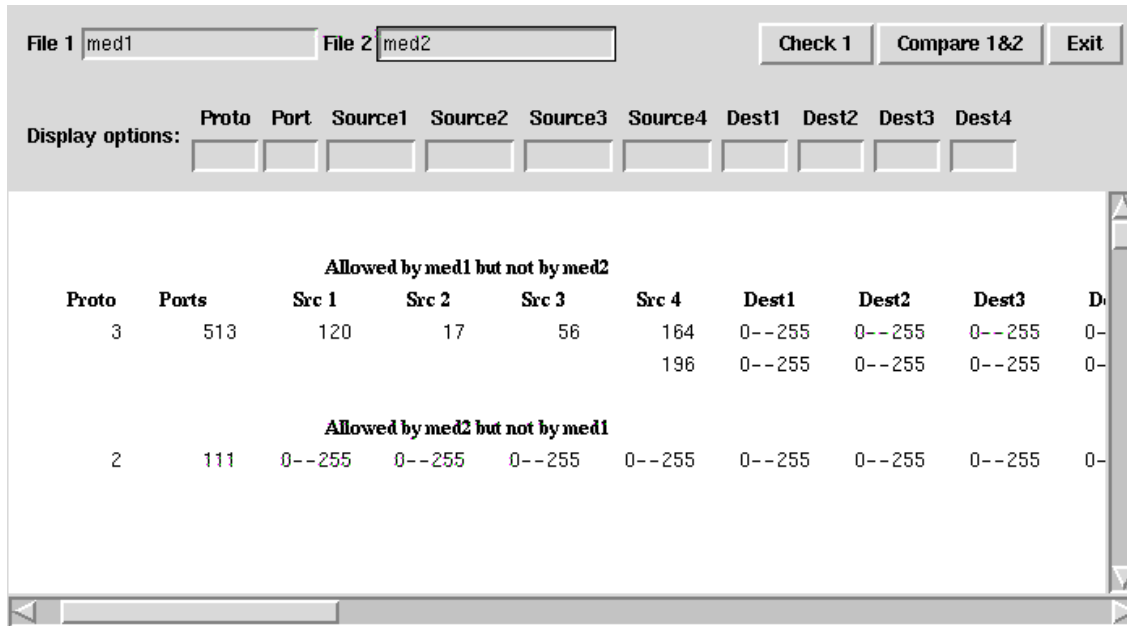 File 1 med1 File 2 med2 Check 1 Compare 1&2 Exit
Proto Port Source1 Source2 Source3 Source4 Dest1 Dest2 Dest3 Dest4
Display options:
Allowed by med1 but not by med2
Proto Ports Src 1 Src 2 Src 3 Src 4 Dest1 Dest2 Dest3
3 513 120 17 56 164 0--255 0--255 0--255 0-
196 0--255 0--255 0--255 0-
Allowed by med2 but not by med1
2 111 0--255 0--255 0--255 0--255 0--255 0--255 0--255 0-